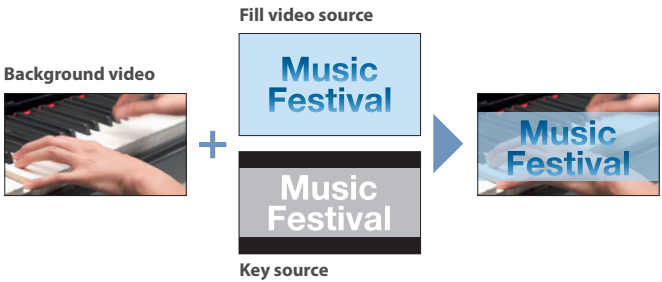 Fill video source
Background video
Music
Festival
Music
Festival
Key source
Music
Festival